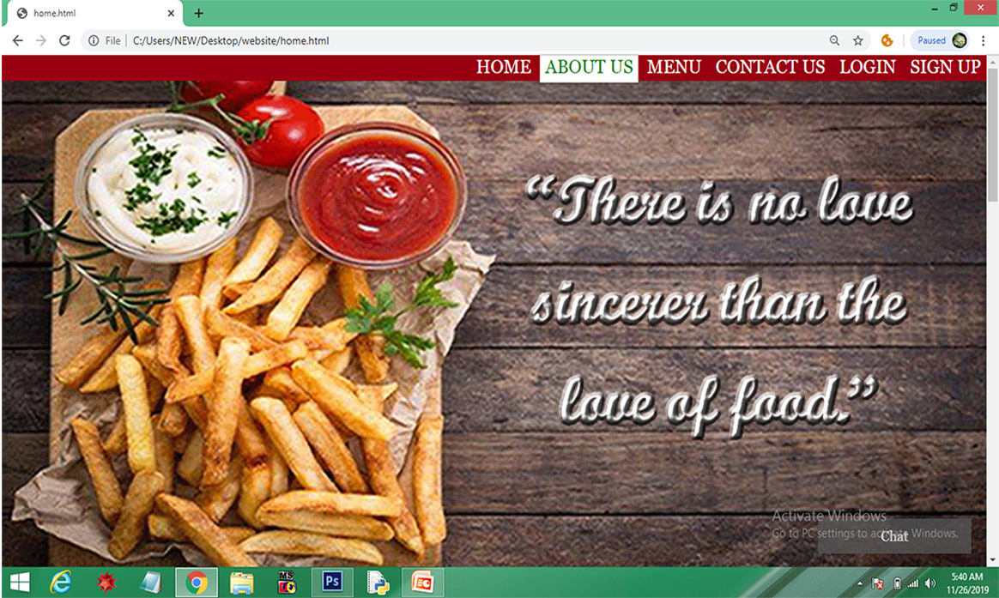 home.html
File C:/Users/NEW/Desktop/website/home.html
Paused
HOME ABOUT US MENU CONTACT US LOGIN SIGN UP
“There is no love
sincerer than the
love of food.”
Activate Windows
Go to PC settings to activate Windows.
Chat
MS
Ps
5:40 AM
11/26/2019